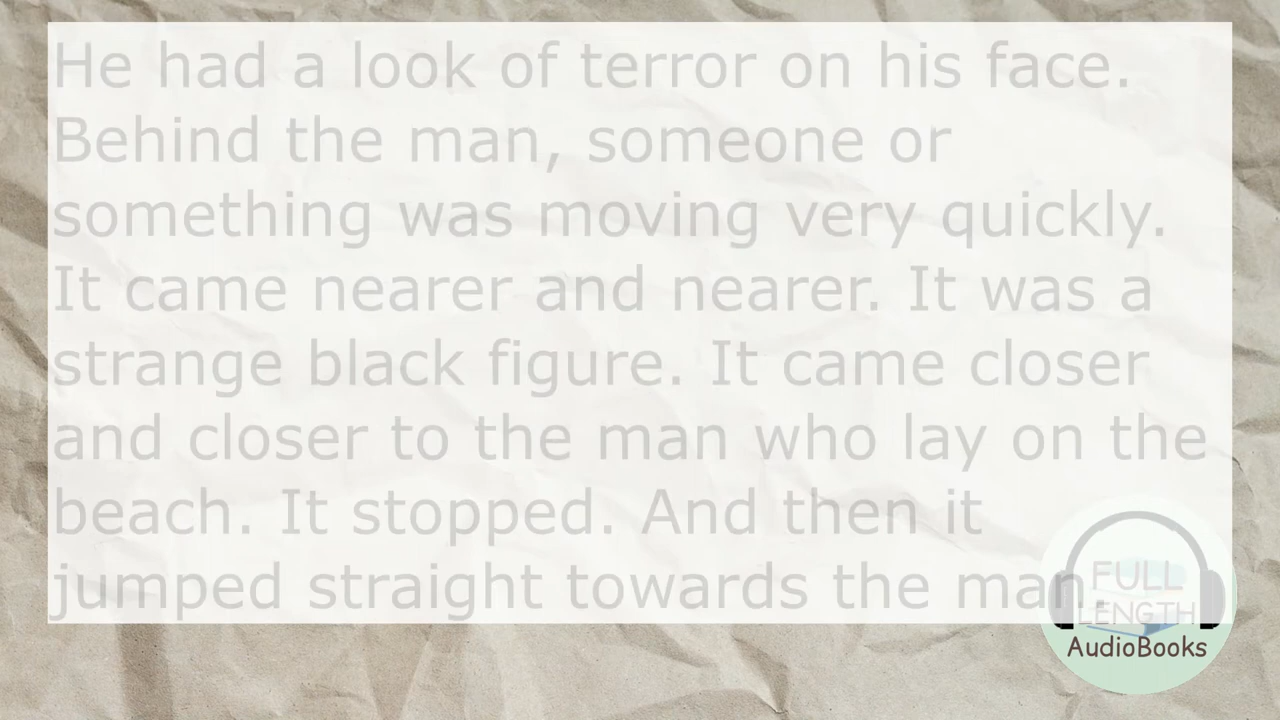 He had a look of terror on his face.
Behind the man, someone or
something was moving very quickly.
It came nearer and nearer. It was a
strange black figure. It came closer
and closer to the man who lay on the
beach. It stopped. And then it
jumped straight towards the man.
FULL
LENGTH
AudioBooks